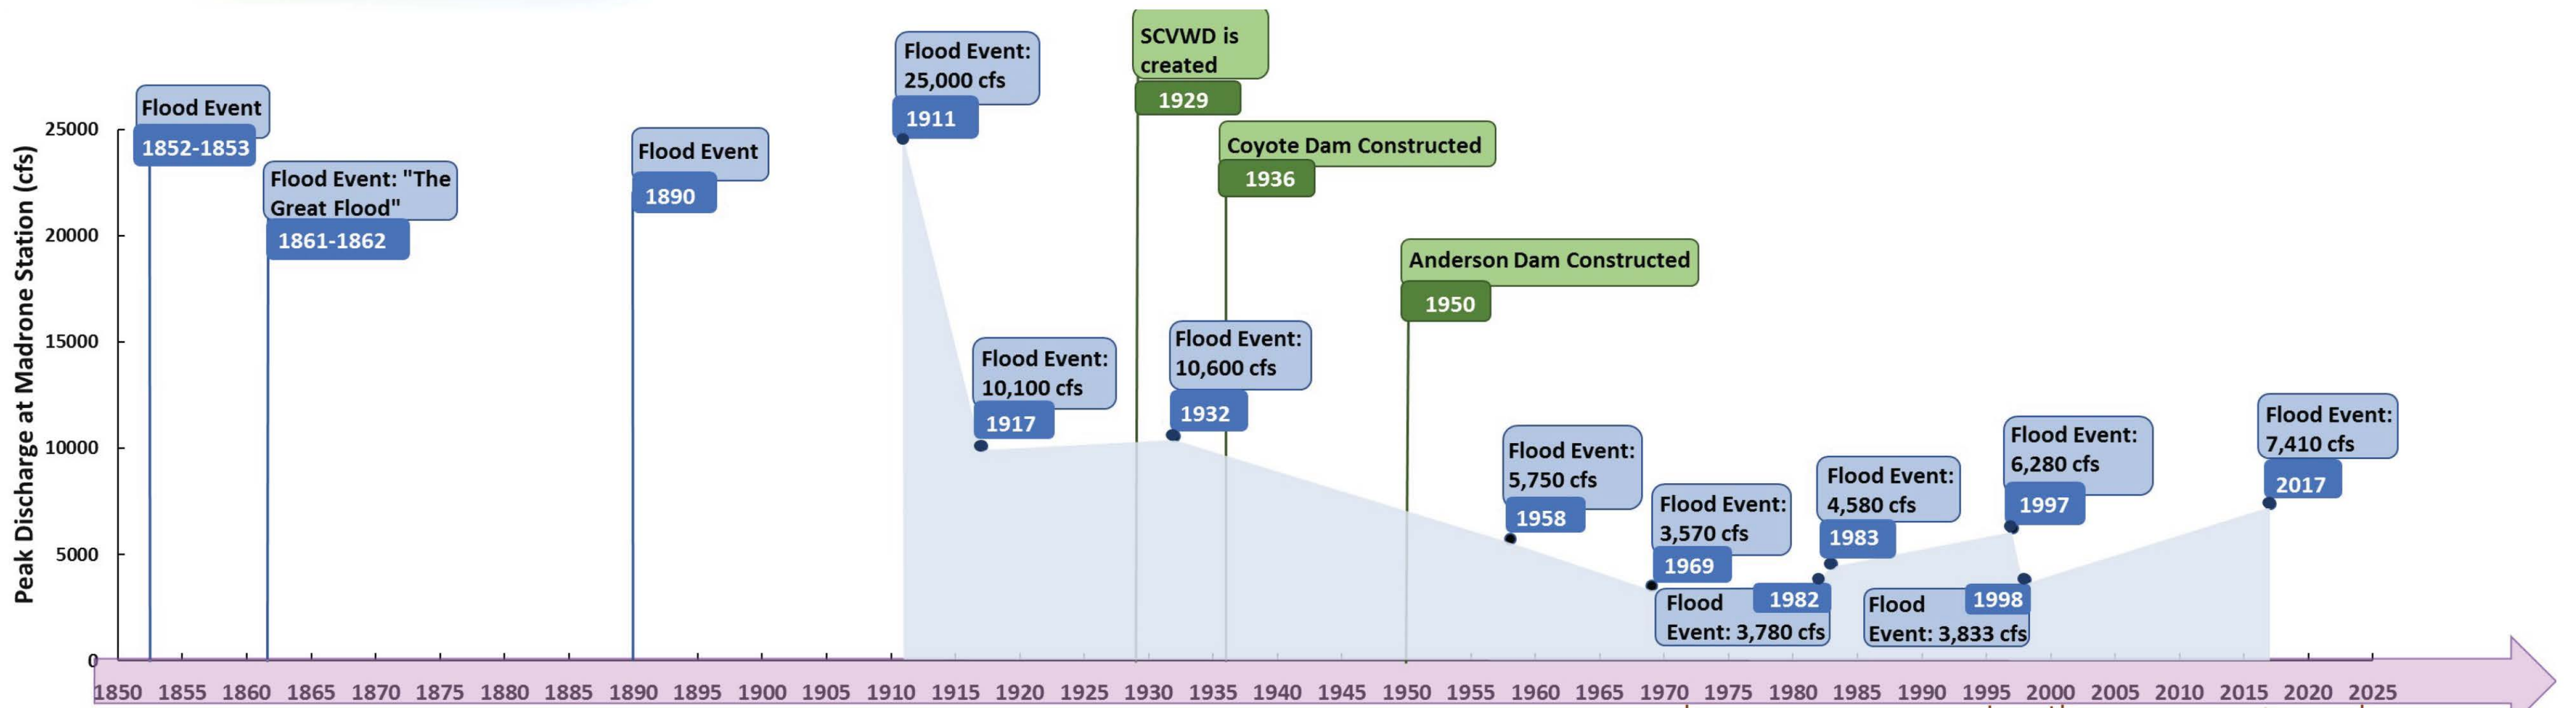 Peak Discharge at Madrone Station (cfs)
25000
20000
15000
10000
5000
0
Flood Event
1852-1853
Flood Event: "The
Great Flood"
1861-1862
Flood Event
1890
Flood Event:
25,000 cfs
1911
Flood Event:
10,100 cfs
1917
SCVWD is
created
1929
Flood Event:
10,600 cfs
1932
Coyote Dam Constructed
1936
Anderson Dam Constructed
1950
Flood Event:
5,750 cfs
1958
Flood Event:
3,570 cfs
1969
Flood
Event: 3,780 cfs
1982
Flood Event:
4,580 cfs
1983
Flood Event:
6,280 cfs
1997
Flood
Event: 3,833 cfs
1998
Flood Event:
7,410 cfs
2017
1850 1855 1860 1865 1870 1875 1880 1885 1890 1895 1900 1905 1910 1915 1920 1925 1930 1935 1940 1945 1950 1955 1960 1965 1970 1975 1980 1985 1990 1995 2000 2005 2010 2015 2020 2025